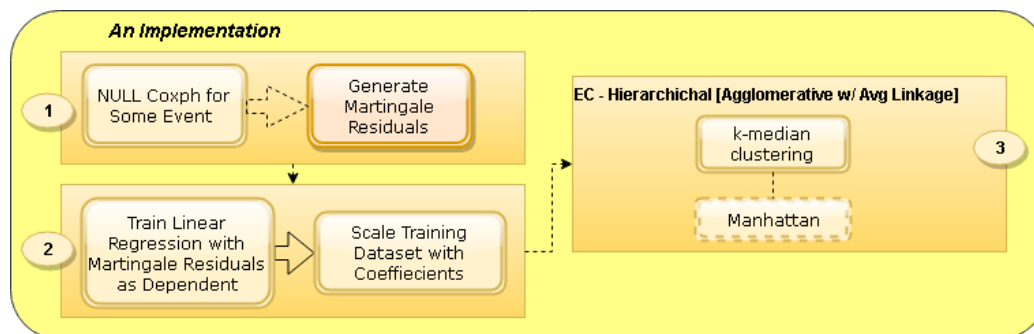 An Implementation
1
NULL Coxph for
Some Event
Generate
Martingale
Residuals
2
Train Linear
Regression with
Martingale Residuals
as Dependent
Scale Training
Dataset with
Coeffiecients
EC - Hierarchichal [Agglomerative w/ Avg Linkage]
k-median
clustering
3
Manhattan